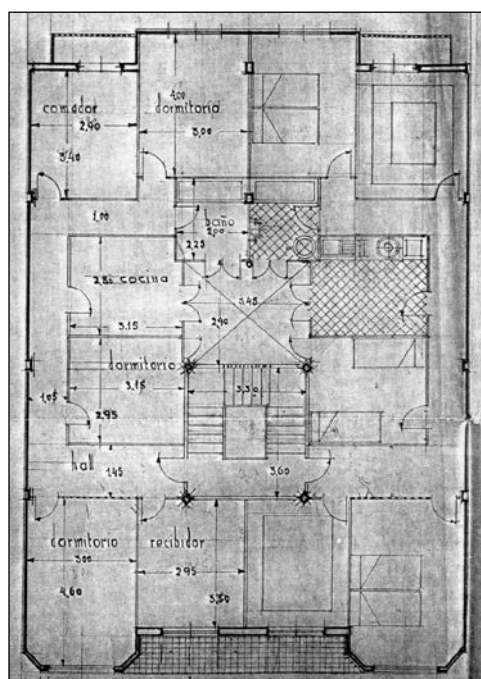 comedor
2,90
3,40
4,00
dormitorio
3,00
1,00
baño
2,00
2,25
2,80 cocina
3,15
3,45
2,90
dormitorio
3,15
2,95
1,05
3,30
hall
1,45
3,60
dormitorio
3,00
4,60
recibidor
2,95
3,50